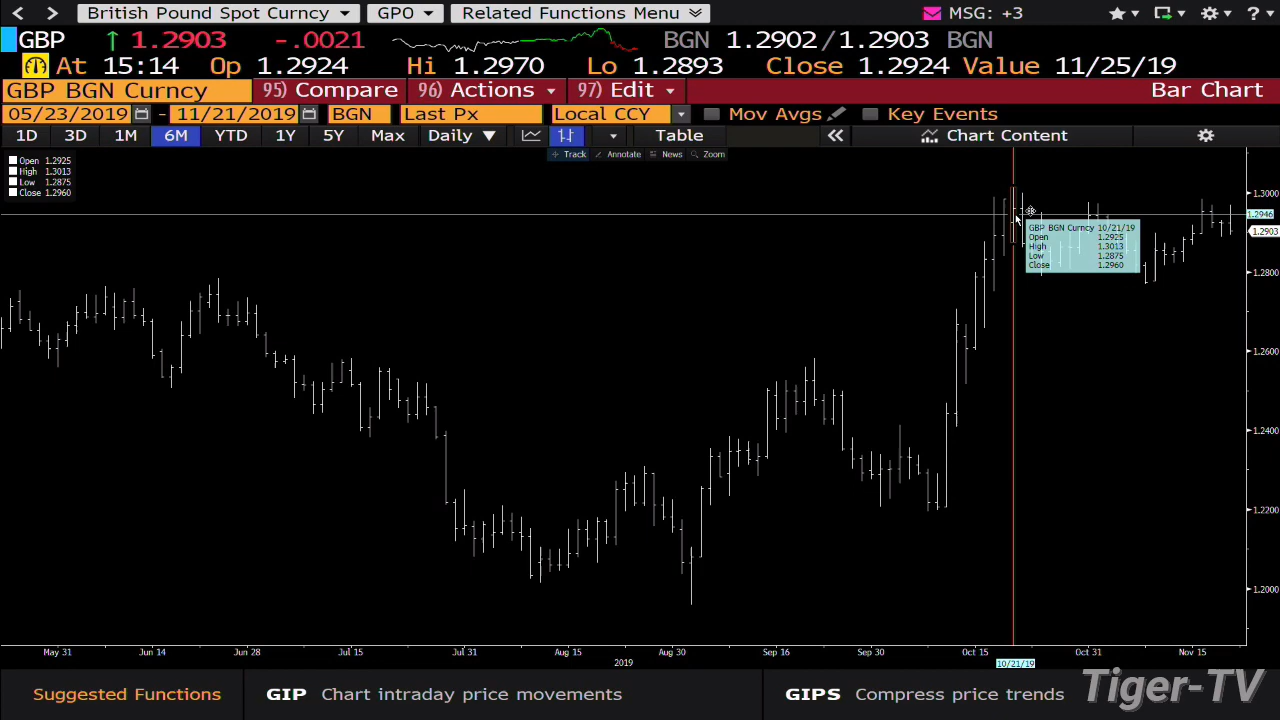 British Pound Spot Curncy GPO Related Functions Menu MSG: +3 ?
GBP 1.2903 -.0021 BGN 1.2902/1.2903 BGN
At 15:14 Op 1.2924 Hi 1.2970 Lo 1.2893 Close 1.2924 Value 11/25/19
GBP BGN Curncy 95) Compare 96) Actions 97) Edit Bar Chart
05/23/2019 - 11/21/2019 BGN Last Px Local CCY Mov Avgs Key Events
1D 3D 1M 6M YTD 1Y 5Y Max Daily Table Chart Content
Track Annotate News Zoom
Open 1.2925
High 1.3013
Low 1.2875
Close 1.2960
1.3000
1.2946
1.2903
GBP BGN Curncy 10/21/19
Open 1.2925
High 1.3013
Low 1.2875
Close 1.2960
1.2800
1.2600
1.2400
1.2200
1.2000
May 31 Jun 14 Jun 28 Jul 15 Jul 31 Aug 15 Aug 30 Sep 16 Sep 30 Oct 15 Oct 31 Nov 15
2019 10/21/19
Suggested Functions GIP Chart intraday price movements GIPS Compress price trends
Tiger-TV